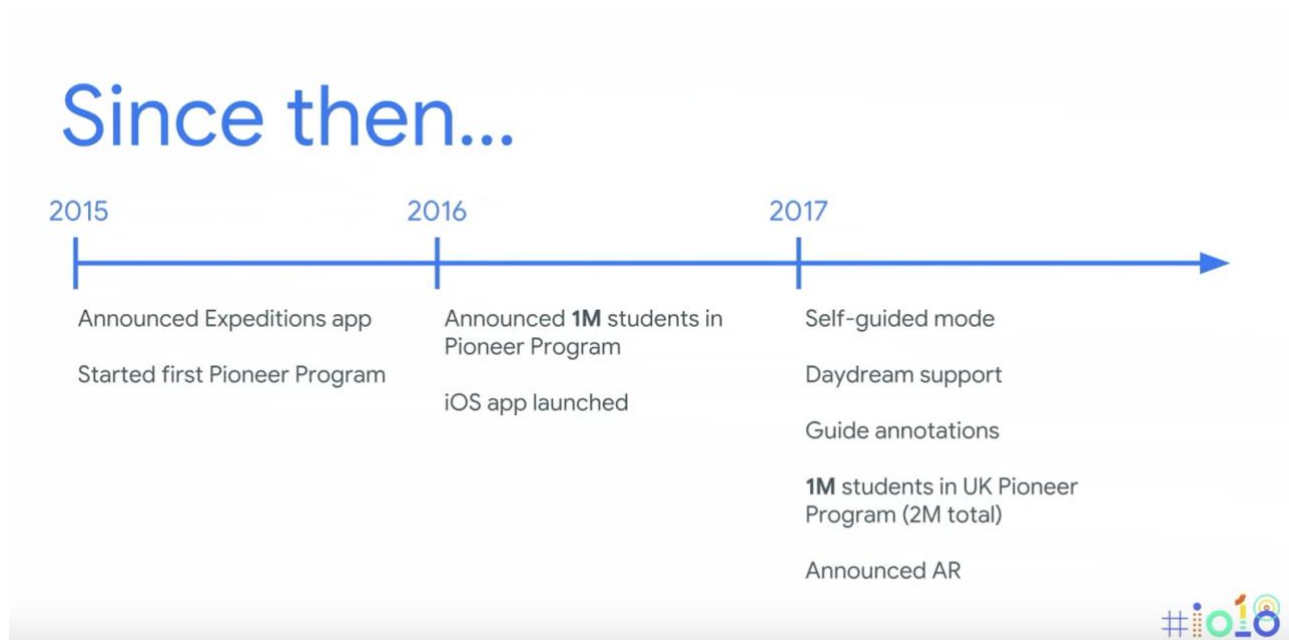 Since then...
2015
2016
2017
Announced Expeditions app
Started first Pioneer Program
Announced 1M students in
Pioneer Program
iOS app launched
Self-guided mode
Daydream support
Guide annotations
1M students in UK Pioneer
Program (2M total)
Announced AR
#io18